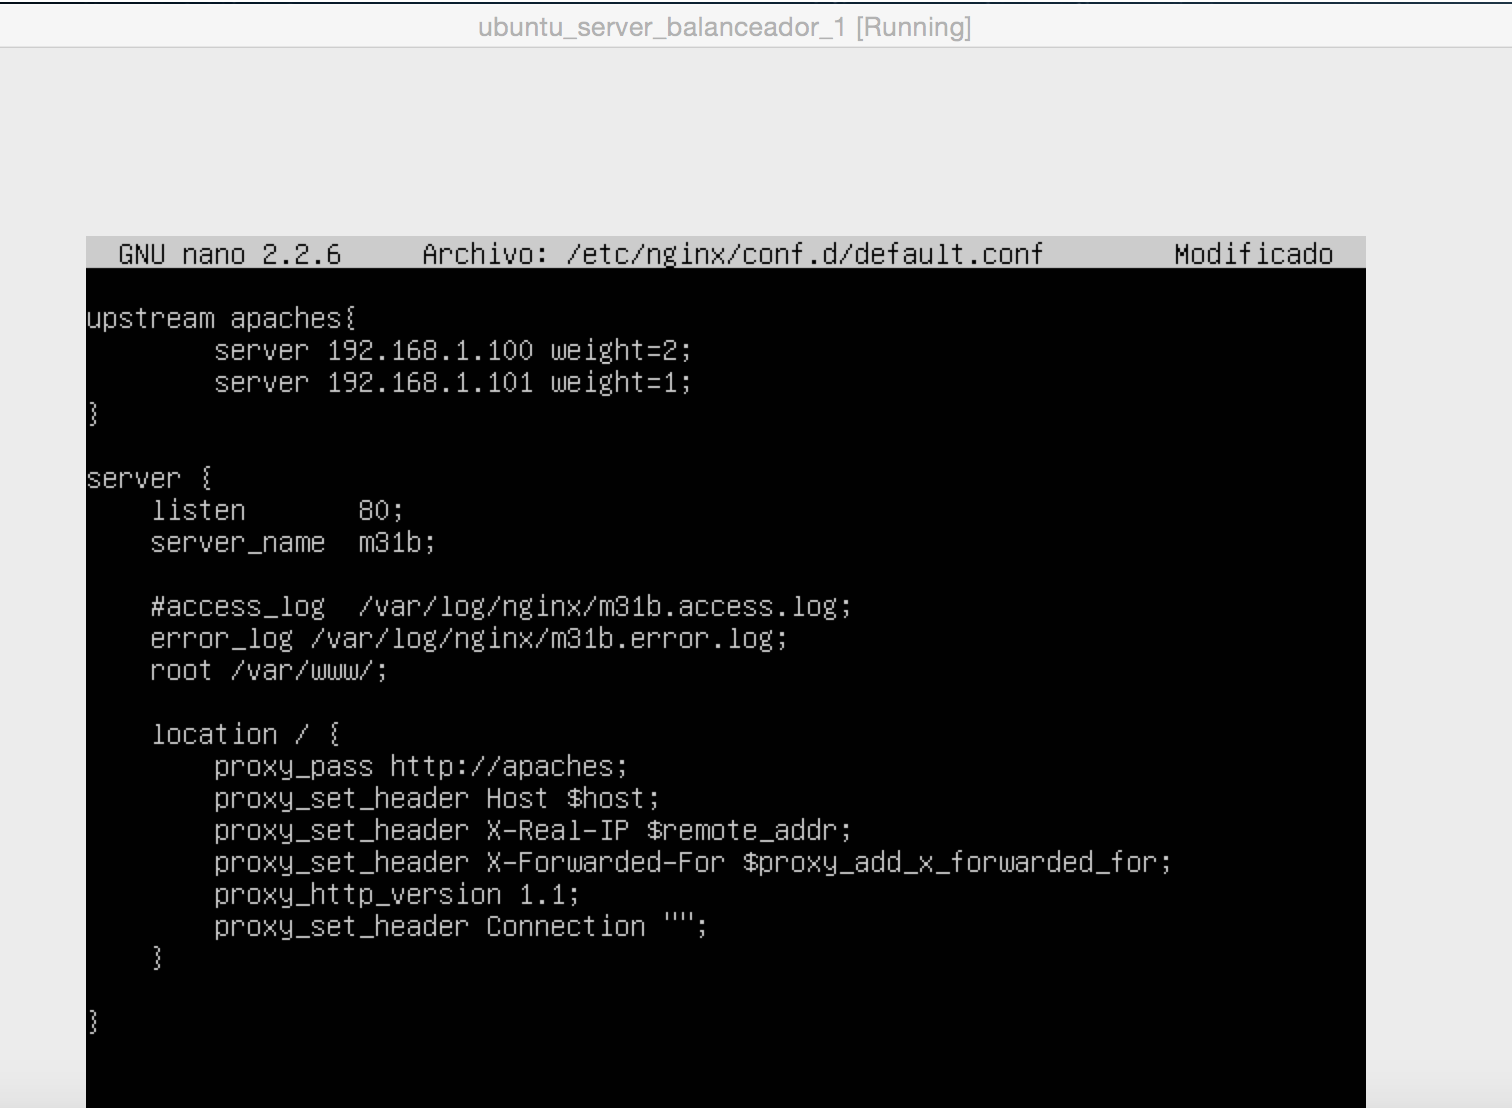 ubuntu_server_balanceador_1 [Running]
GNU nano 2.2.6 Archivo: /etc/nginx/conf.d/default.conf Modificado
upstream apaches{
        server 192.168.1.100 weight=2;
        server 192.168.1.101 weight=1;
}
server {
    listen       80;
    server_name  m31b;
    #access_log  /var/log/nginx/m31b.access.log;
    error_log /var/log/nginx/m31b.error.log;
    root /var/www/;
    location / {
        proxy_pass http://apaches;
        proxy_set_header Host $host;
        proxy_set_header X-Real-IP $remote_addr;
        proxy_set_header X-Forwarded-For $proxy_add_x_forwarded_for;
        proxy_http_version 1.1;
        proxy_set_header Connection "";
    }
}